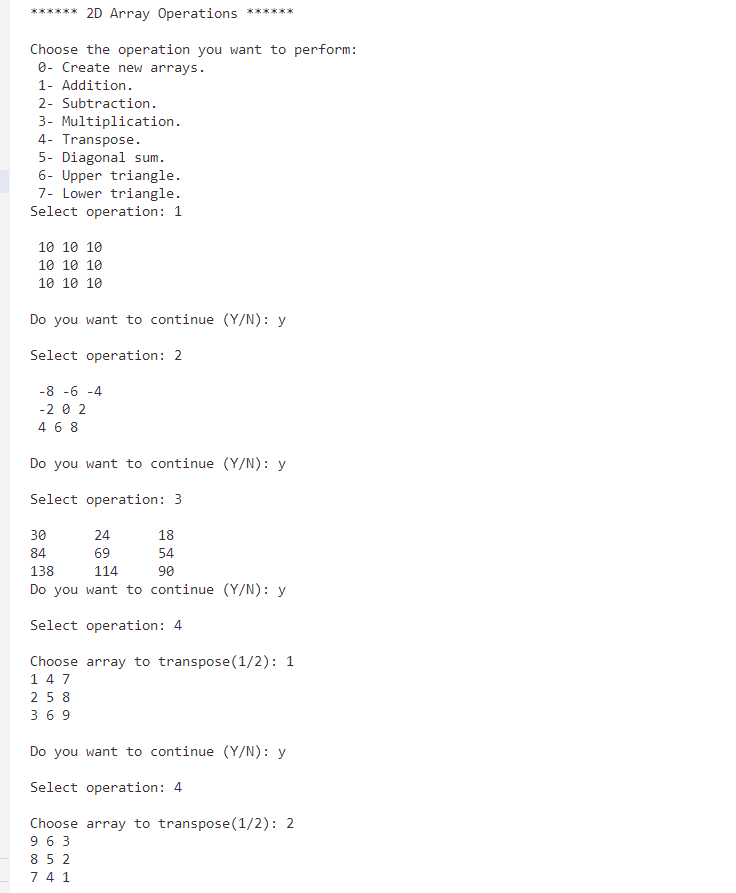 ****** 2D Array Operations ******
Choose the operation you want to perform:
0- Create new arrays.
1- Addition.
2- Subtraction.
3- Multiplication.
4- Transpose.
5- Diagonal sum.
6- Upper triangle.
7- Lower triangle.
Select operation: 1
10 10 10
10 10 10
10 10 10
Do you want to continue (Y/N): y
Select operation: 2
-8 -6 -4
-2 0 2
4 6 8
Do you want to continue (Y/N): y
Select operation: 3
30 24 18
84 69 54
138 114 90
Do you want to continue (Y/N): y
Select operation: 4
Choose array to transpose(1/2): 1
1 4 7
2 5 8
3 6 9
Do you want to continue (Y/N): y
Select operation: 4
Choose array to transpose(1/2): 2
9 6 3
8 5 2
7 4 1